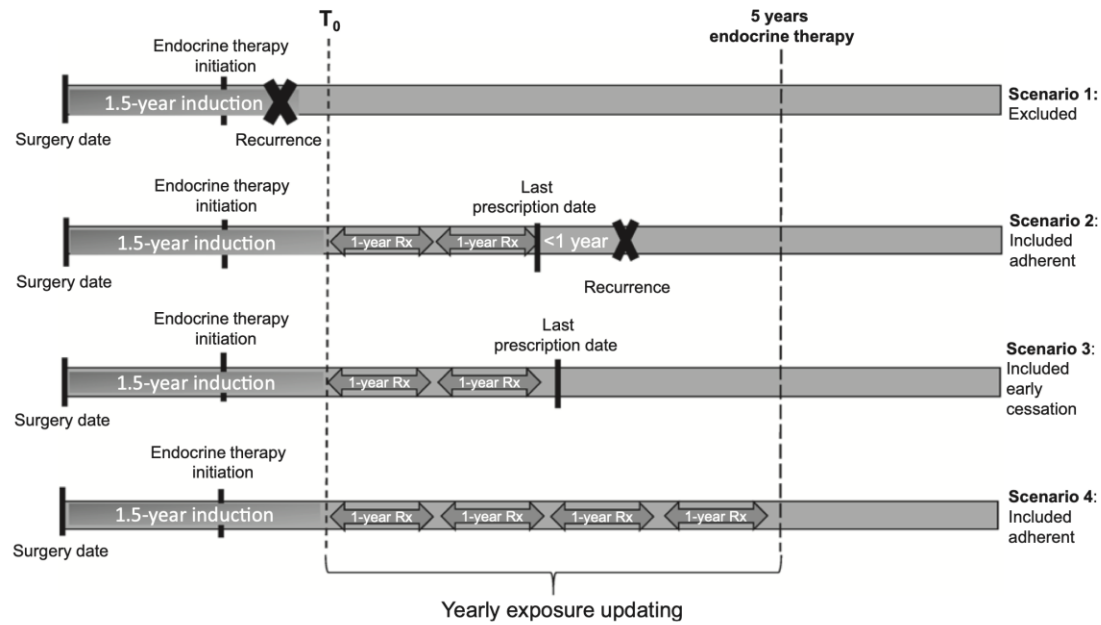 T0
5 years
endocrine therapy
Endocrine therapy
initiation
1.5-year induction
Surgery date
Recurrence
Scenario 1:
Excluded
Endocrine therapy
initiation
Last
prescription date
1.5-year induction
1-year Rx
1-year Rx
<1 year
Surgery date
Recurrence
Scenario 2:
Included
adherent
Endocrine therapy
initiation
Last
prescription date
1.5-year induction
1-year Rx
1-year Rx
Surgery date
Scenario 3:
Included
early
cessation
Endocrine therapy
initiation
1.5-year induction
1-year Rx
1-year Rx
1-year Rx
1-year Rx
Surgery date
Scenario 4:
Included
adherent
Yearly exposure updating